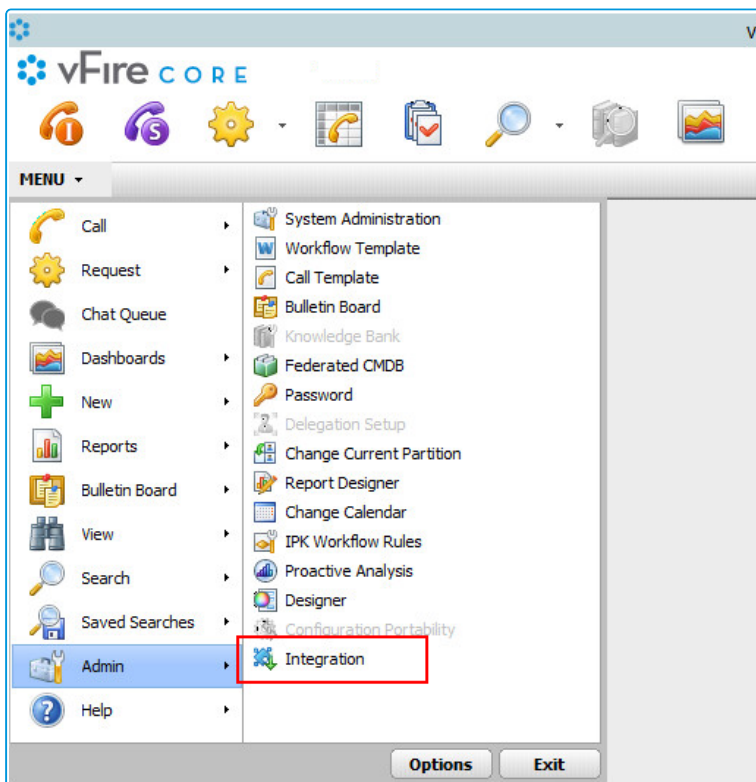 V
vFire CORE
I
S
MENU
Call
Request
Chat Queue
Dashboards
New
Reports
Bulletin Board
View
Search
Saved Searches
Admin
Help
System Administration
Workflow Template
Call Template
Bulletin Board
Knowledge Bank
Federated CMDB
Password
Delegation Setup
Change Current Partition
Report Designer
Change Calendar
IPK Workflow Rules
Proactive Analysis
Designer
Configuration Portability
Integration
Options Exit